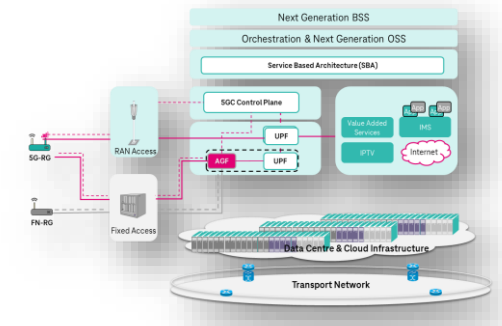 Next Generation BSS
Orchestration & Next Generation OSS
Service Based Architecture (SBA)
5GC Control Plane
App
App
Value Added
Services
IMS
UPF
RAN Access
5G-RG
AGF
UPF
IPTV
Internet
FN-RG
Fixed Access
Data Centre & Cloud Infrastructure
Transport Network